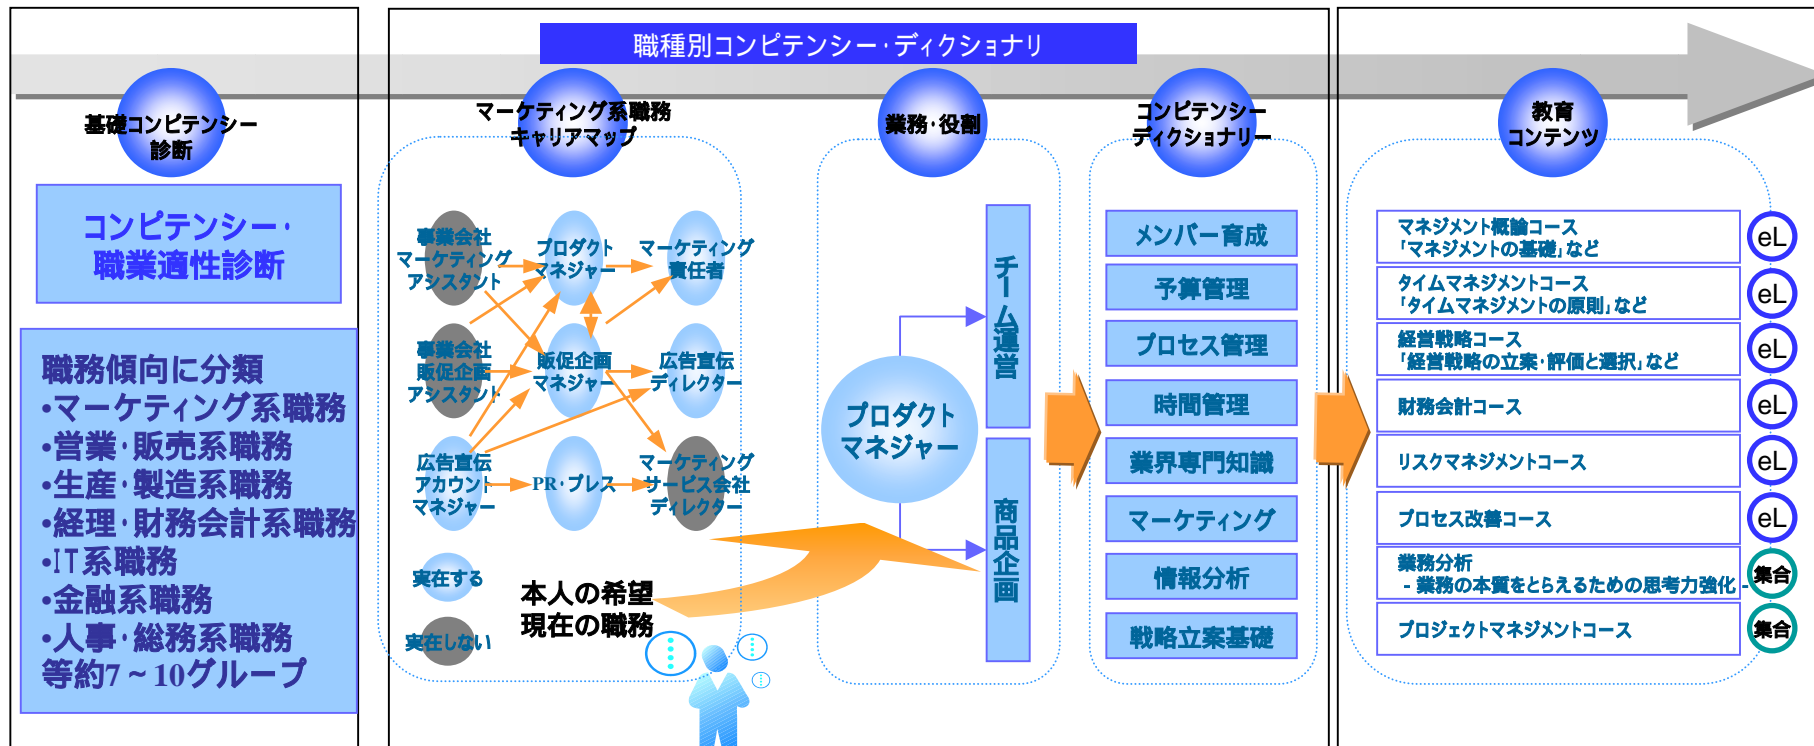 職種別コンピテンシー・ディクショナリ
基礎コンピテンシー
診断
コンピテンシー・
職業適性診断
職務傾向に分類
•マーケティング系職務
•営業・販売系職務
•生産・製造系職務
•経理・財務会計系職務
•IT系職務
•金融系職務
•人事・総務系職務
等約7～10グループ
マーケティング系職務
キャリアマップ
事業会社
マーケティング
アシスタント
プロダクト
マネジャー
マーケティング
責任者
事業会社
販促企画
アシスタント
販促企画
マネジャー
広告宣伝
ディレクター
広告宣伝
アカウント
マネジャー
PR・プレス
マーケティング
サービス会社
ディレクター
実在する
実在しない
本人の希望
現在の職務
業務・役割
プロダクト
マネジャー
チーム運営
商品企画
コンピテンシー
ディクショナリー
メンバー育成
予算管理
プロセス管理
時間管理
業界専門知識
マーケティング
情報分析
戦略立案基礎
教育
コンテンツ
マネジメント概論コース
「マネジメントの基礎」など
eL
タイムマネジメントコース
「タイムマネジメントの原則」など
eL
経営戦略コース
「経営戦略の立案・評価と選択」など
eL
財務会計コース
eL
リスクマネジメントコース
eL
プロセス改善コース
eL
業務分析
- 業務の本質をとらえるための思考力強化 -
集合
プロジェクトマネジメントコース
集合